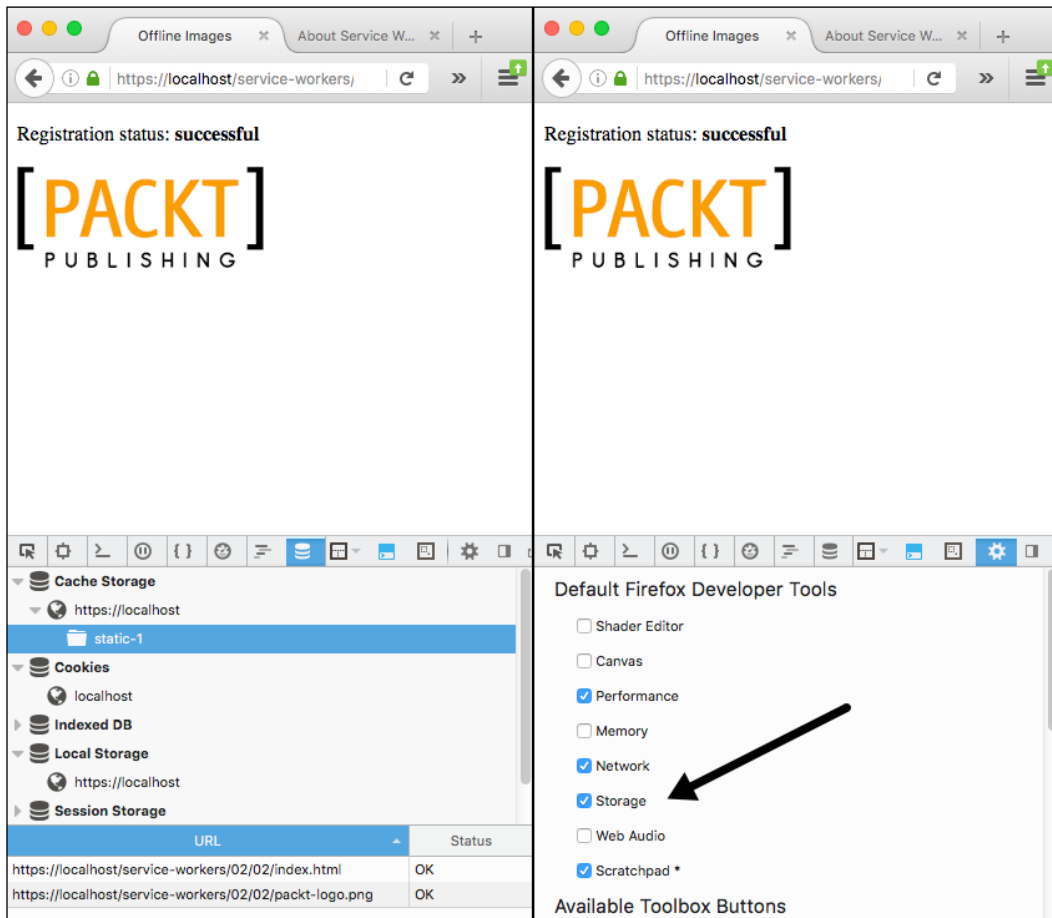 Offline Images
About Service W...
https://localhost/service-workers/
Registration status: successful
[PACKT]
PUBLISHING
Cache Storage
https://localhost
static-1
Cookies
localhost
Indexed DB
Local Storage
https://localhost
Session Storage
URL Status
https://localhost/service-workers/02/02/index.html OK
https://localhost/service-workers/02/02/packt-logo.png OK
Offline Images
About Service W...
https://localhost/service-workers/
Registration status: successful
[PACKT]
PUBLISHING
Default Firefox Developer Tools
Shader Editor
Canvas
Performance
Memory
Network
Storage
Web Audio
Scratchpad *
Available Toolbox Buttons